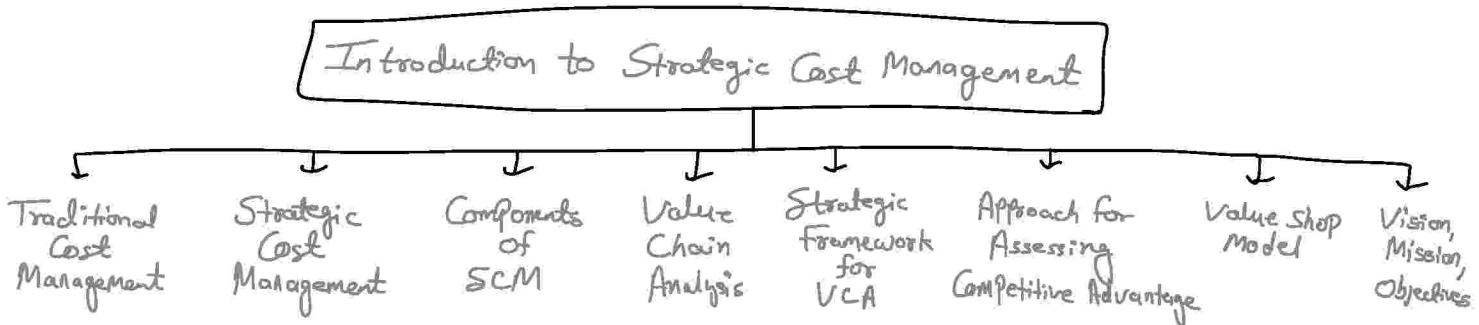 Introduction to Strategic Cost Management
Traditional
Cost
Management
Strategic
Cost
Management
Components
of
SCM
Value
Chain
Analysis
Strategic
Framework
for
VCA
Approach for
Assessing
Competitive Advantage
Value Shop
Model
Vision,
Mission,
Objectives